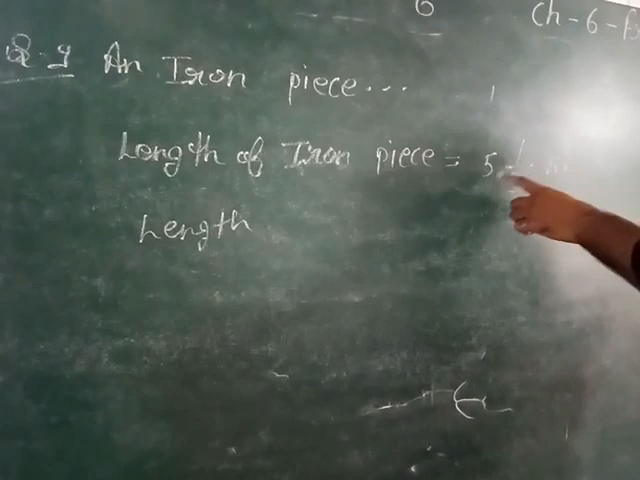 6
Ch-6-B
Q-9 An Iron piece...
Length of Iron piece = 5
Length